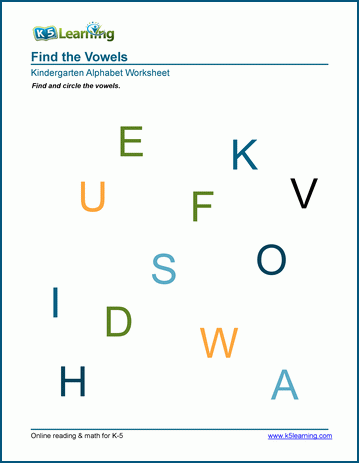 K5 Learning
Find the Vowels
Kindergarten Alphabet Worksheet
Find and circle the vowels.
E
K
U
F
V
S
O
I
D
W
H
A
Online reading & math for K-5
www.k5learning.com